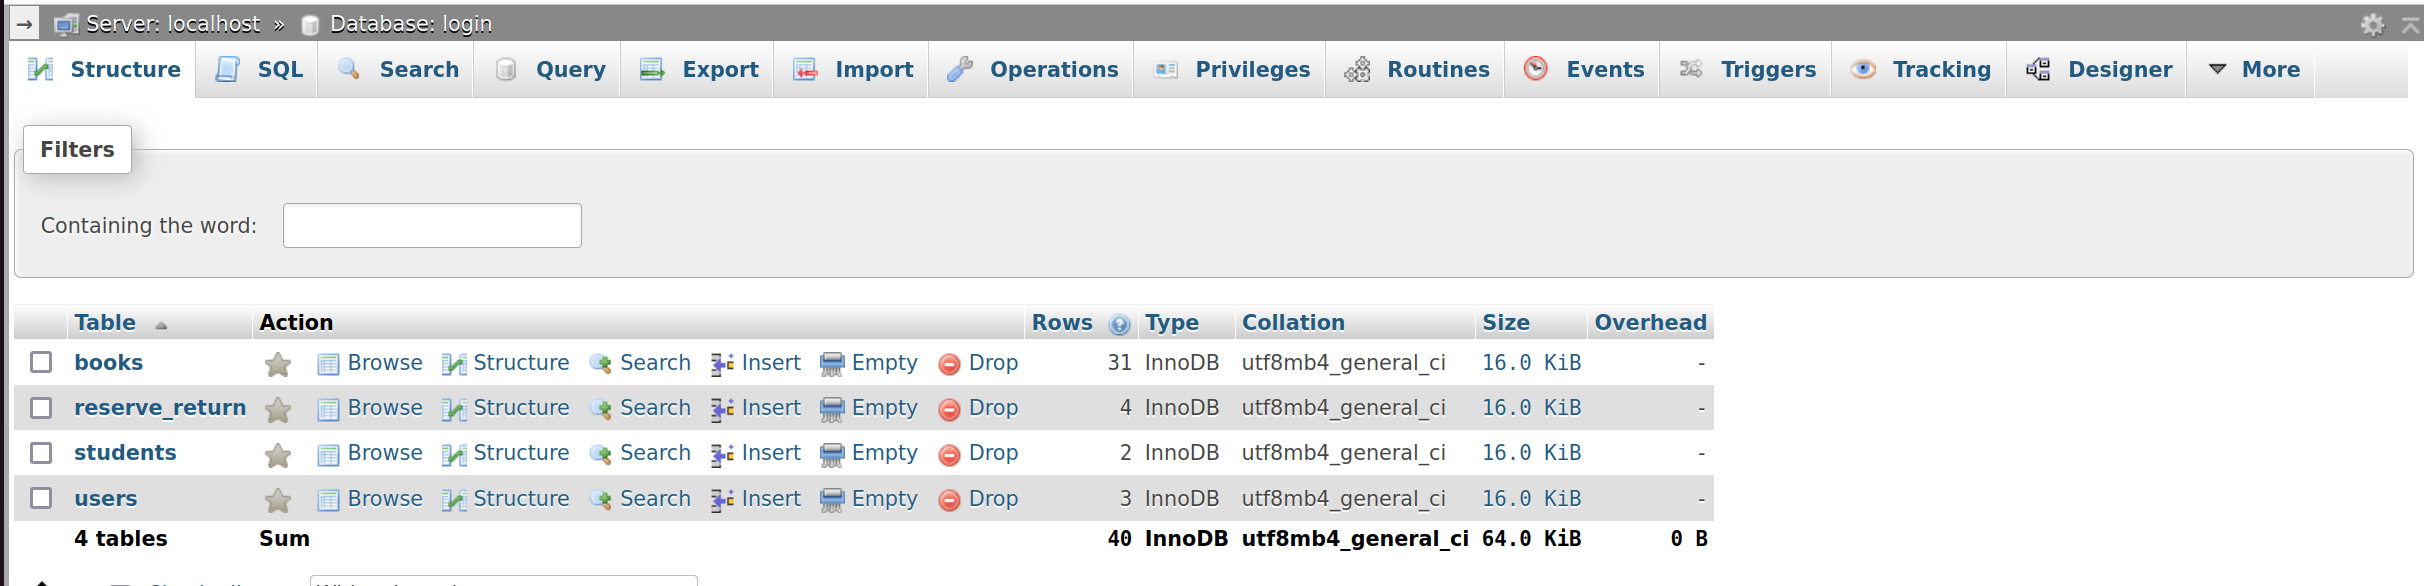 → Server: localhost » Database: login
Structure SQL Search Query Export Import Operations Privileges Routines Events Triggers Tracking Designer More
Filters
Containing the word:
Table Action Rows Type Collation Size Overhead
books Browse Structure Search Insert Empty Drop 31 InnoDB utf8mb4_general_ci 16.0 KiB -
reserve_return Browse Structure Search Insert Empty Drop 4 InnoDB utf8mb4_general_ci 16.0 KiB -
students Browse Structure Search Insert Empty Drop 2 InnoDB utf8mb4_general_ci 16.0 KiB -
users Browse Structure Search Insert Empty Drop 3 InnoDB utf8mb4_general_ci 16.0 KiB -
4 tables Sum 40 InnoDB utf8mb4_general_ci 64.0 KiB 0 B